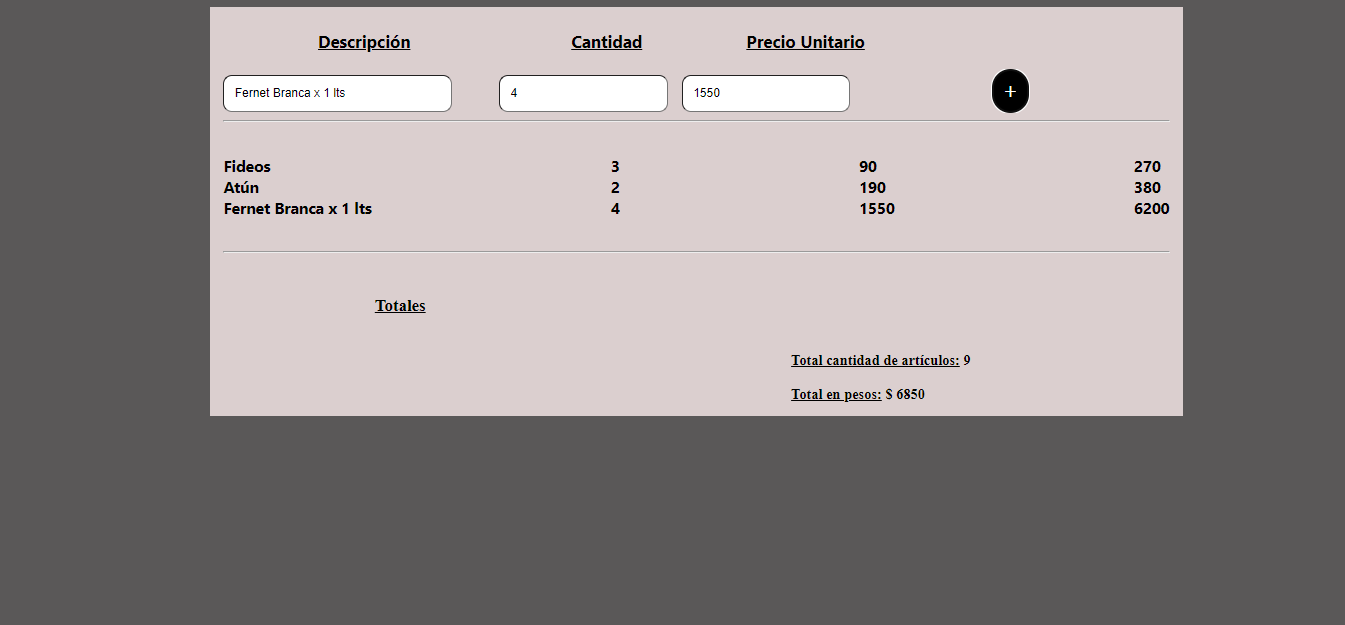 Descripción Cantidad Precio Unitario
Fernet Branca x 1 lts 4 1550 +
Fideos 3 90 270
Atún 2 190 380
Fernet Branca x 1 lts 4 1550 6200
Totales
Total cantidad de artículos: 9
Total en pesos: $ 6850